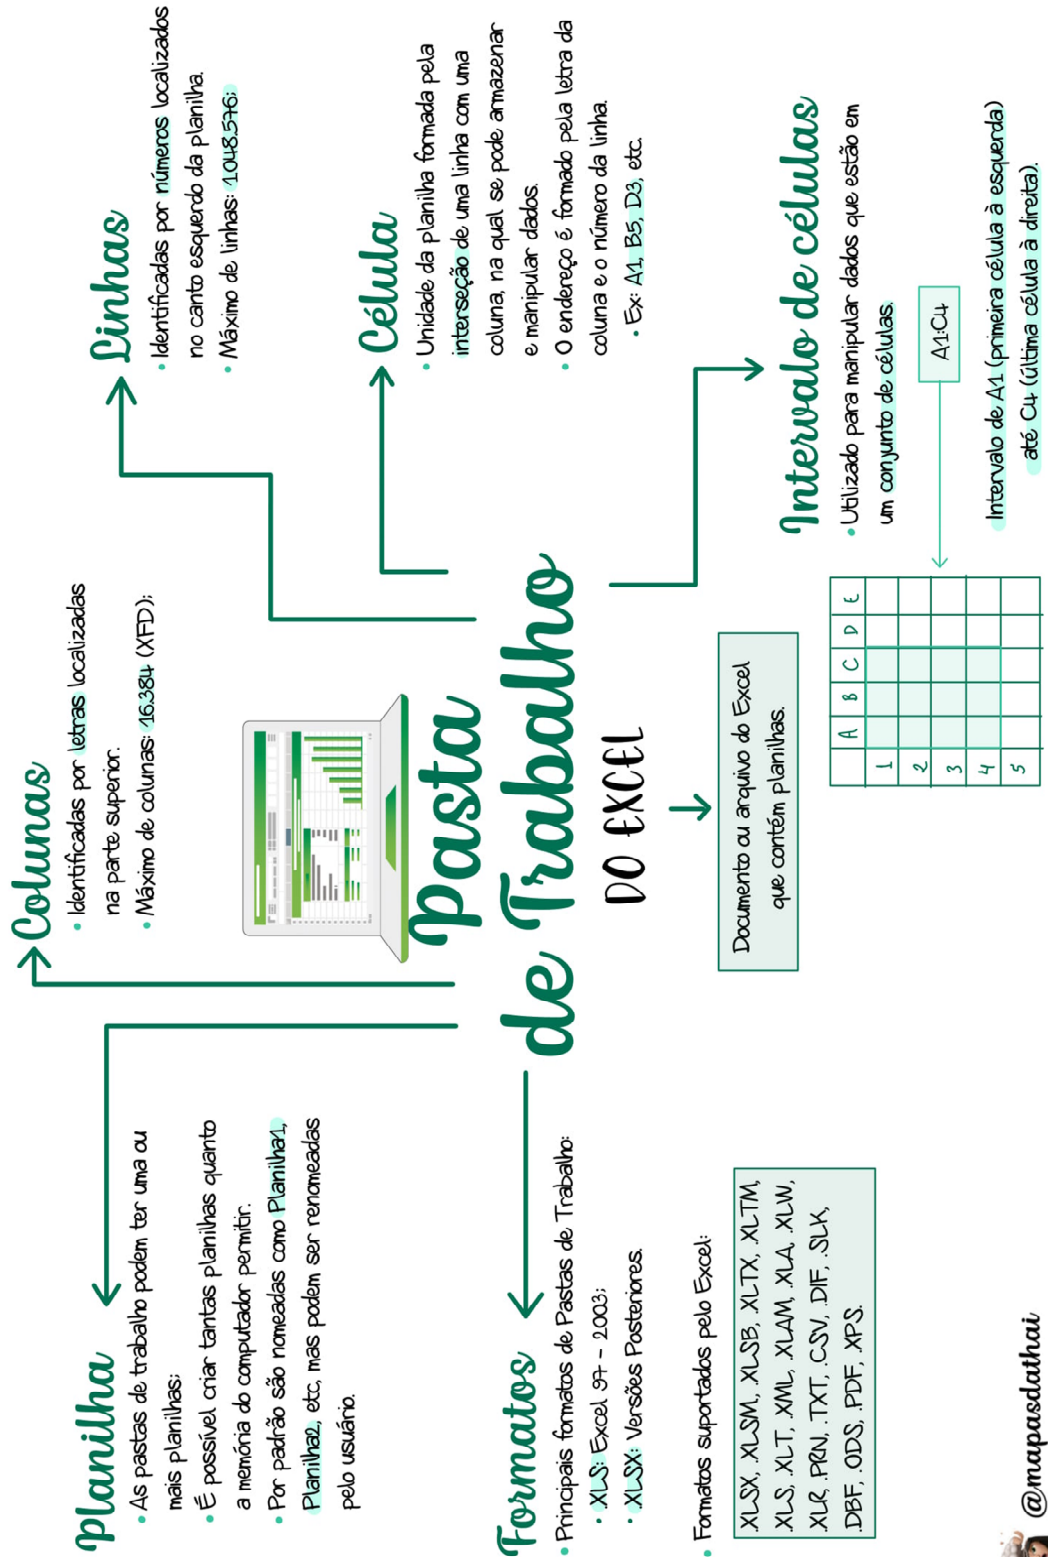 Pasta
de Trabalho
DO EXCEL
Documento ou arquivo do Excel
que contém planilhas.
Planilha
• As pastas de trabalho podem ter uma ou
mais planilhas;
• É possível criar tantas planilhas quanto
a memória do computador permitir.
• Por padrão são nomeadas como Planilha1,
Planilha2, etc, mas podem ser renomeadas
pelo usuário.
Colunas
• Identificadas por letras localizadas
na parte superior.
• Máximo de colunas: 16.384 (XFD);
Linhas
• Identificadas por números localizados
no canto esquerdo da planilha.
• Máximo de linhas: 1.048.576;
Célula
• Unidade da planilha formada pela
interseção de uma linha com uma
coluna, na qual se pode armazenar
e manipular dados.
• O endereço é formado pela letra da
coluna e o número da linha.
• Ex: A1, B5, D3, etc.
Formatos
• Principais formatos de Pastas de Trabalho:
• .XLS: Excel 97 - 2003;
• .XLSX: Versões Posteriores.
• Formatos suportados pelo Excel:
.XLSX, .XLSM, .XLSB, .XLTX, .XLTM,
.XLS, .XLT, .XML, .XLAM, .XLA, .XLW,
.XLR, .PRN, .TXT, .CSV, .DIF, .SLK,
.DBF, .ODS, .PDF, .XPS.
Intervalo de células
• Utilizado para manipular dados que estão em
um conjunto de células.
A B C D E
1
2
3
4
5
A1:C4
Intervalo de A1 (primeira célula à esquerda)
até C4 (última célula à direita).
@mapasdathai